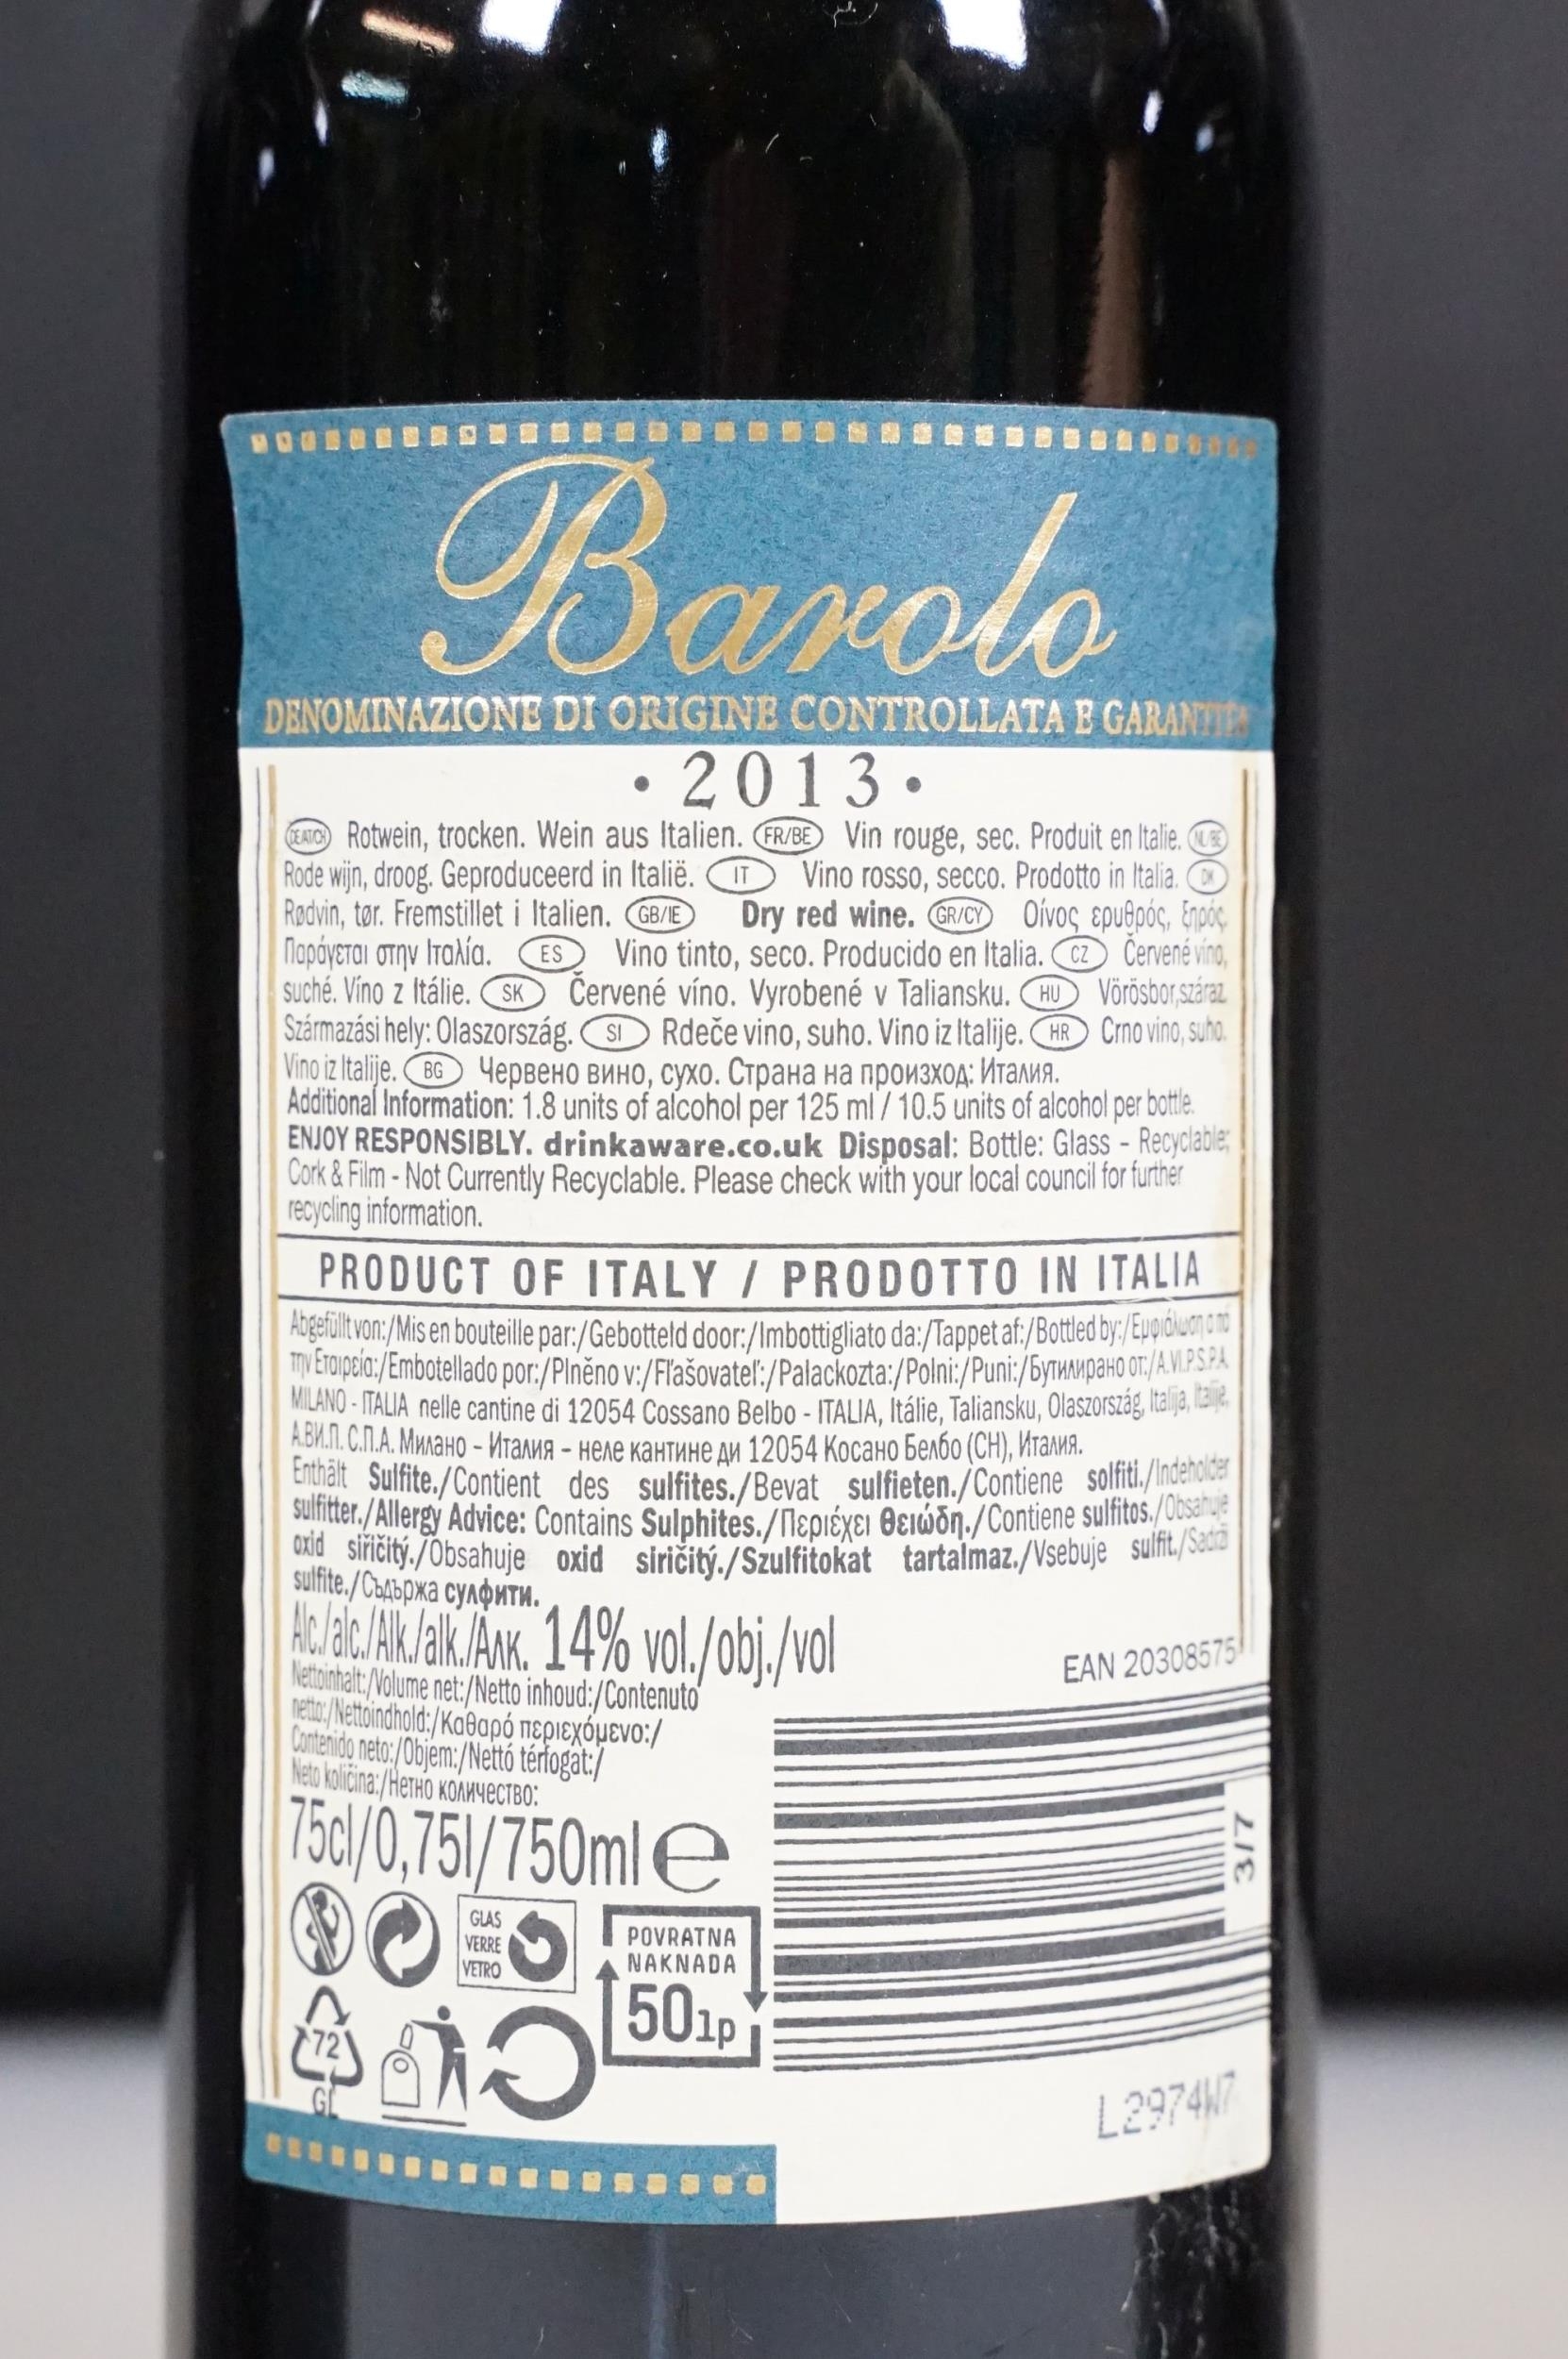 Barolo
DENOMINAZIONE DI ORIGINE CONTROLLATA E GARANTITA
• 2013 •
DE/AT/CH Rotwein, trocken. Wein aus Italien. FR/BE Vin rouge, sec. Produit en Italie. NL/BE
Rode wijn, droog. Geproduceerd in Italië. IT Vino rosso, secco. Prodotto in Italia. DK
Rødvin, tør. Fremstillet i Italien. GB/IE Dry red wine. GR/CY Οίνος ερυθρός, ξηρός.
Παράγεται στην Ιταλία. ES Vino tinto, seco. Producido en Italia. CZ Červené víno,
suché. Víno z Itálie. SK Červené víno. Vyrobené v Taliansku. HU Vörösbor, száraz.
Származási hely: Olaszország. SI Rdeče vino, suho. Vino iz Italije. HR Crno vino, suho.
Vino iz Italije. BG Червено вино, сухо. Страна на произход: Италия.
Additional Information: 1.8 units of alcohol per 125 ml / 10.5 units of alcohol per bottle.
ENJOY RESPONSIBLY. drinkaware.co.uk Disposal: Bottle: Glass - Recyclable;
Cork & Film - Not Currently Recyclable. Please check with your local council for further
recycling information.
PRODUCT OF ITALY / PRODOTTO IN ITALIA
Abgefüllt von:/Mis en bouteille par:/Gebotteld door:/Imbottigliato da:/Tappet af:/Bottled by:/Εμφιάλωση από
την Εταιρεία:/Embotellado por:/Plněno v:/Fľašovateľ:/Palackozta:/Polni:/Puni:/Бутилирано от:/A.VI.P.S.P.A.
MILANO - ITALIA nelle cantine di 12054 Cossano Belbo - ITALIA, Itálie, Taliansku, Olaszország, Italija, Italije.
А.ВИ.П. С.П.А. Милано - Италия - неле кантине ди 12054 Косано Белбо (CH), Италия.
Enthält Sulfite./Contient des sulfites./Bevat sulfieten./Contiene solfiti./Indeholder
sulfitter./Allergy Advice: Contains Sulphites./Περιέχει θειώδη./Contiene sulfitos./Obsahuje
oxid siřičitý./Obsahuje oxid siričitý./Szulfitokat tartalmaz./Vsebuje sulfit./Sadrži
sulfite./Съдържа сулфити.
Alc./alc./Alk./alk./Алк. 14% vol./obj./vol
EAN 20308575
Nettoinhalt:/Volume net:/Netto inhoud:/Contenuto
netto:/Nettoindhold:/Καθαρό περιεχόμενο:/
Contenido neto:/Objem:/Nettó térfogat:/
Neto količina:/Нетно количество:
75cl/0,75l/750ml e
3/7
GLAS
VERRE
VETRO
POVRATNA
NAKNADA
50lp
72
GL
L2974W7